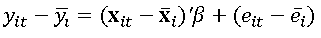 $y_{it} - \bar{y}_i = (\mathbf{x}_{it} - \bar{\mathbf{x}}_i)'\beta + (e_{it} - \bar{e}_i)$